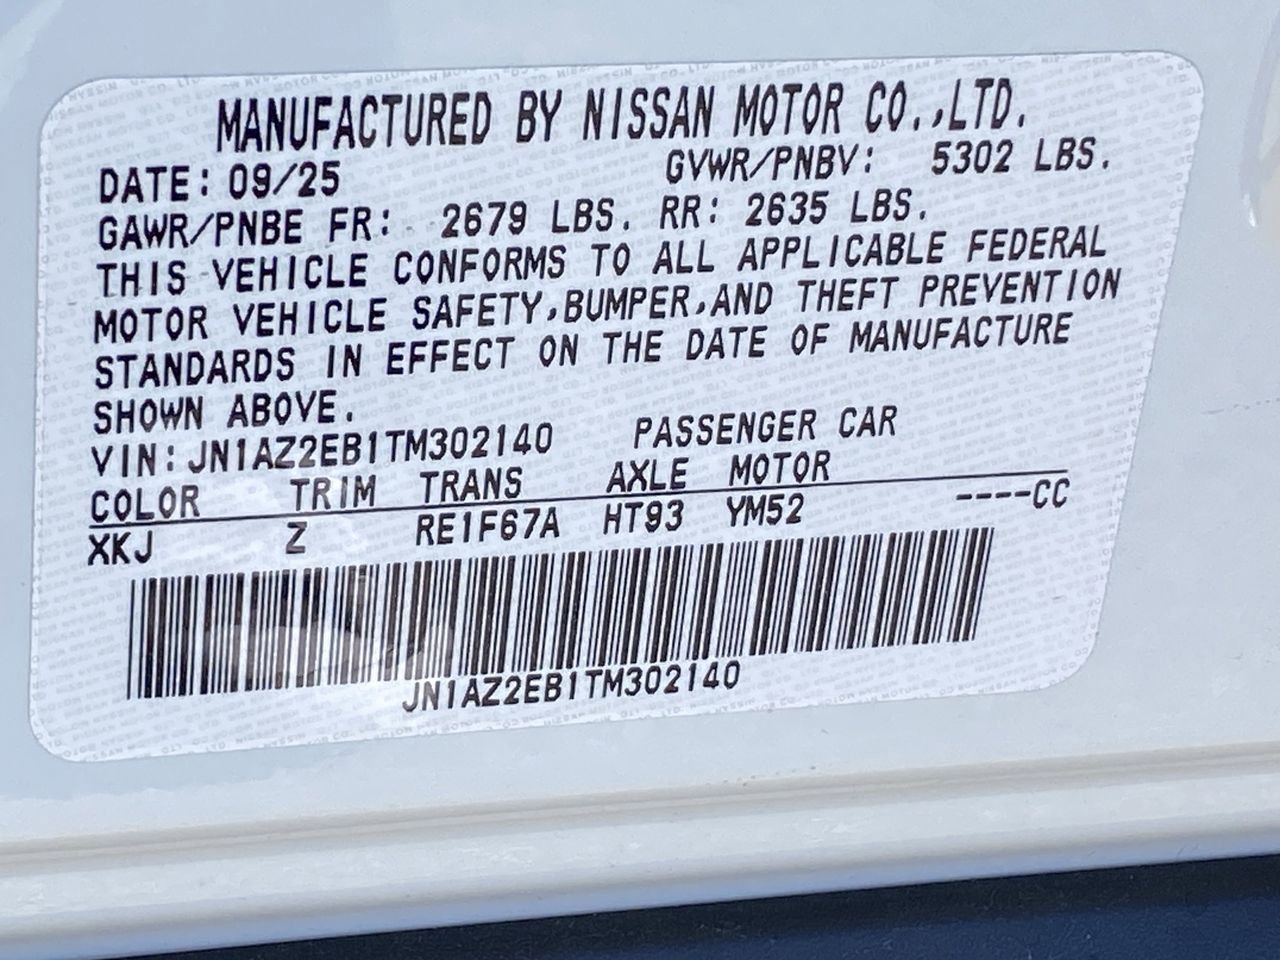 MANUFACTURED BY NISSAN MOTOR CO.,LTD.
DATE: 09/25 GVWR/PNBV: 5302 LBS.
GAWR/PNBE FR: 2679 LBS. RR: 2635 LBS.
THIS VEHICLE CONFORMS TO ALL APPLICABLE FEDERAL
MOTOR VEHICLE SAFETY,BUMPER,AND THEFT PREVENTION
STANDARDS IN EFFECT ON THE DATE OF MANUFACTURE
SHOWN ABOVE.
VIN:JN1AZ2EB1TM302140 PASSENGER CAR
COLOR TRIM TRANS AXLE MOTOR
XKJ Z RE1F67A HT93 YM52 ----CC
JN1AZ2EB1TM302140